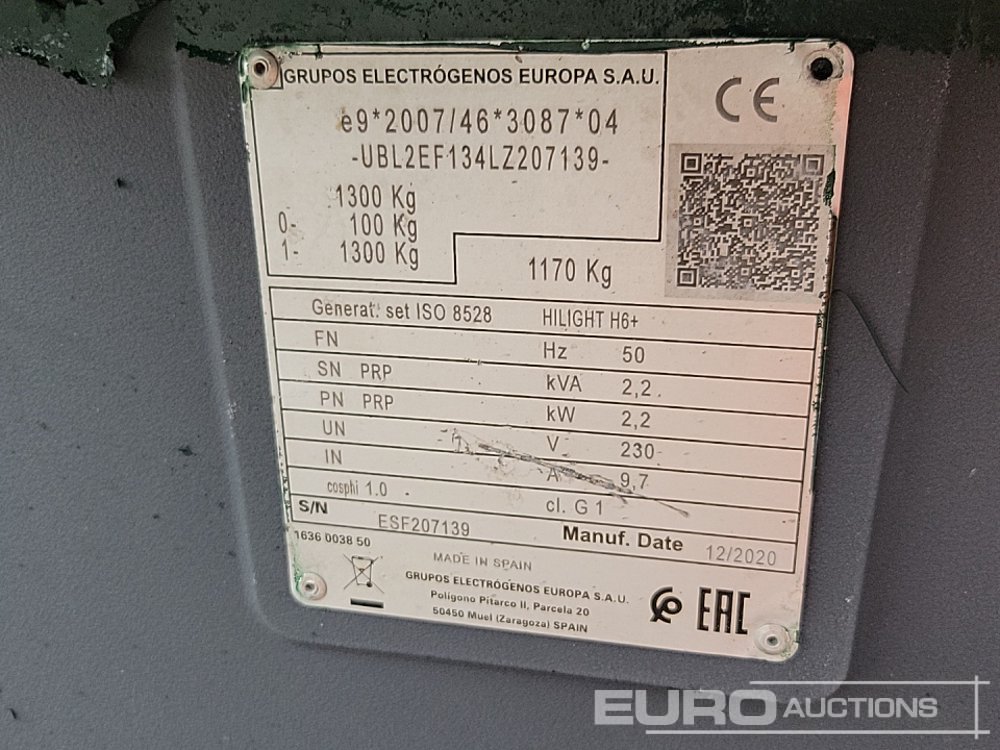 GRUPOS ELECTRÓGENOS EUROPA S.A.U.
CE
e9*2007/46*3087*04
-UBL2EF134LZ207139-
1300 Kg
0- 100 Kg
1- 1300 Kg
1170 Kg
Generat. set ISO 8528 HILIGHT H6+
FN Hz 50
SN PRP kVA 2,2
PN PRP kW 2,2
UN V 230
IN A 9,7
cosphi 1.0 cl. G 1
S/N ESF207139 Manuf. Date 12/2020
1636 0038 50
MADE IN SPAIN
GRUPOS ELECTRÓGENOS EUROPA S.A.U.
Polígono Pitarco II, Parcela 20
50450 Muel (Zaragoza) SPAIN
EAC
EURO AUCTIONS